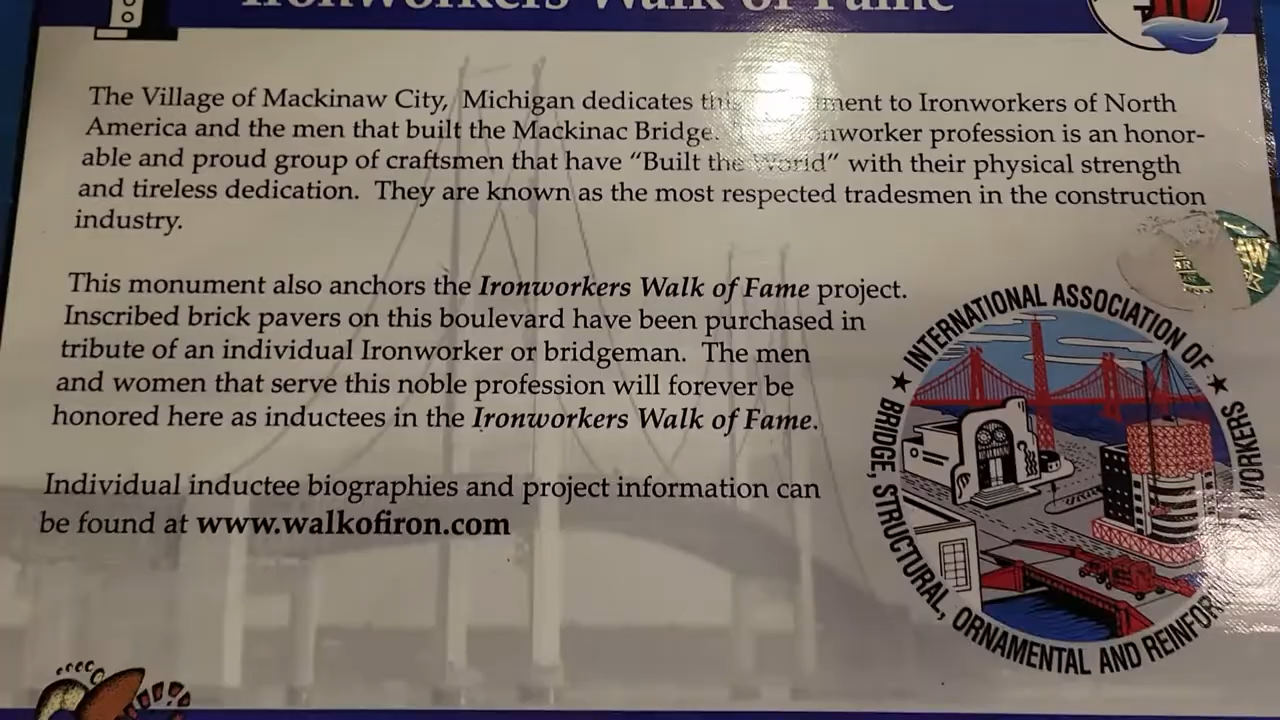 Ironworkers Walk of Fame
The Village of Mackinaw City, Michigan dedicates this ment to Ironworkers of North
America and the men that built the Mackinac Bridge. onworker profession is an honor-
able and proud group of craftsmen that have “Built the World” with their physical strength
and tireless dedication. They are known as the most respected tradesmen in the construction
industry.
This monument also anchors the Ironworkers Walk of Fame project.
Inscribed brick pavers on this boulevard have been purchased in
tribute of an individual Ironworker or bridgeman. The men
and women that serve this noble profession will forever be
honored here as inductees in the Ironworkers Walk of Fame.
Individual inductee biographies and project information can
be found at www.walkofiron.com
★ INTERNATIONAL ASSOCIATION OF ★
BRIDGE, STRUCTURAL, ORNAMENTAL AND REINFOR
WORKERS